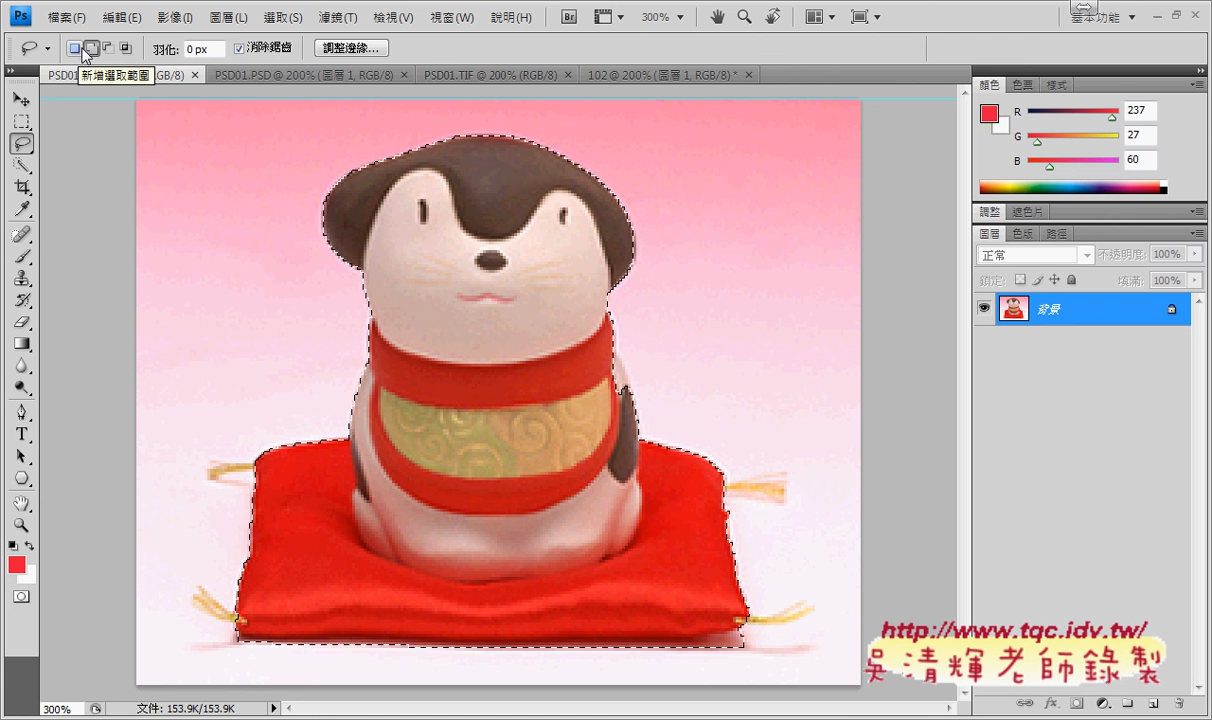 Ps 檔案(F) 編輯(E) 影像(I) 圖層(L) 選取(S) 濾鏡(T) 檢視(V) 視窗(W) 說明(H) Br 300% 基本功能
羽化: 0 px 消除鋸齒 調整邊緣...
PSD01 RGB/8) × PSD01.PSD @ 200% (圖層 1, RGB/8) × PSD01.TIF @ 200% (RGB/8) × 102 @ 200% (圖層 1, RGB/8) * ×
新增選取範圍
顏色 色票 樣式
R 237
G 27
B 60
調整 遮色片
圖層 色版 路徑
正常 不透明度: 100%
鎖定: 填滿: 100%
背景
http://www.tqc.idv.tw/
吳清輝老師錄製
300% 文件: 153.9K/153.9K